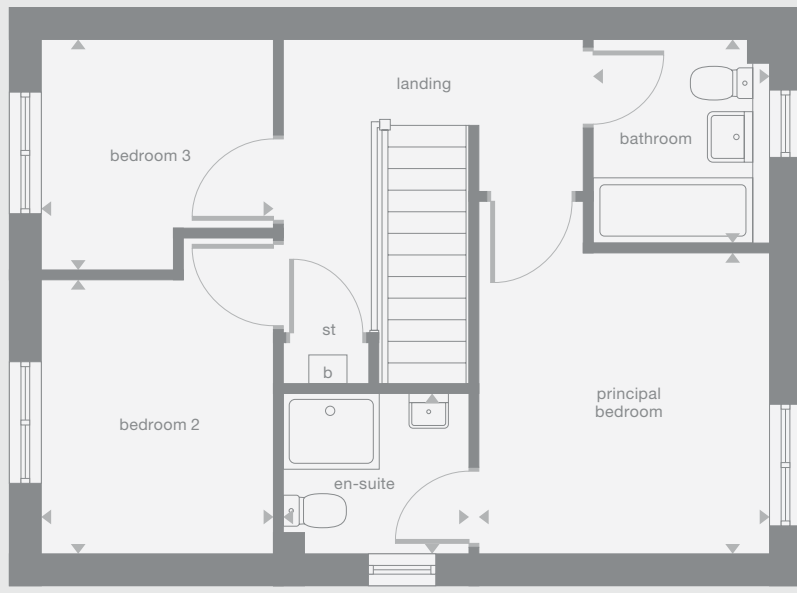 landing
bathroom
bedroom 3
st
b
principal
bedroom
bedroom 2
en-suite